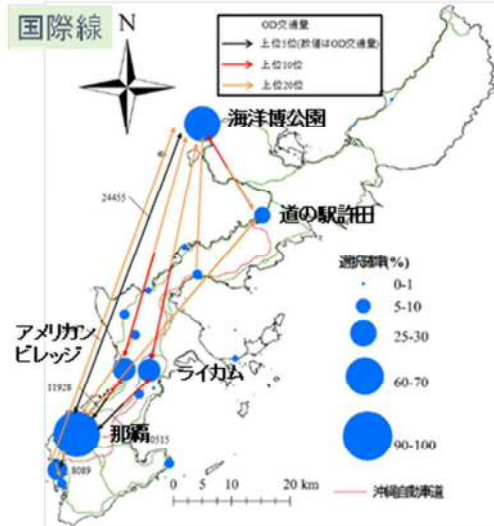 国際線
N
OD交通量
上位5位(数値はOD交通量)
上位10位
上位20位
海洋博公園
24455
道の駅許田
選択確率(%)
0-1
5-10
25-30
60-70
90-100
アメリカン
ビレッジ
ライカム
11928
那覇
10515
8089
0 5 10 20 km
沖縄自動車道